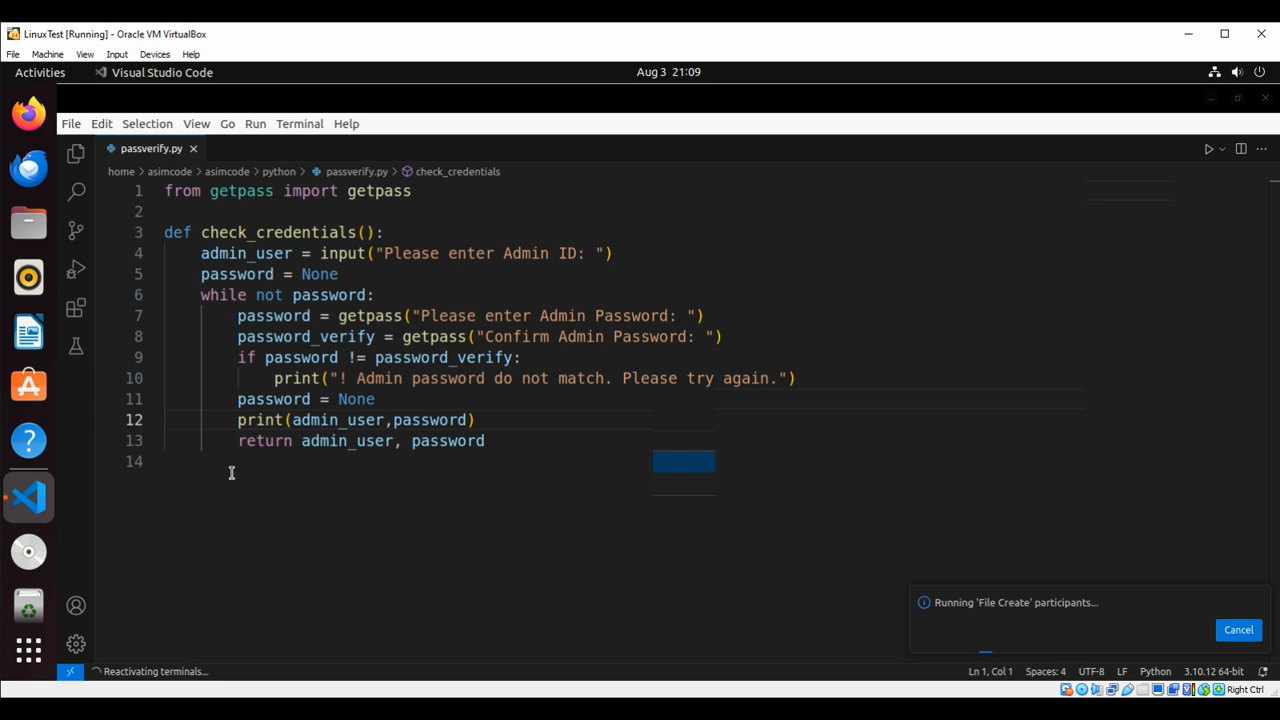 LinuxTest [Running] - Oracle VM VirtualBox
File Machine View Input Devices Help
Activities Visual Studio Code Aug 3 21:09
File Edit Selection View Go Run Terminal Help
passverify.py
home > asimcode > asimcode > python > passverify.py > check_credentials
1 from getpass import getpass
2
3 def check_credentials():
4     admin_user = input("Please enter Admin ID: ")
5     password = None
6     while not password:
7         password = getpass("Please enter Admin Password: ")
8         password_verify = getpass("Confirm Admin Password: ")
9         if password != password_verify:
10             print("! Admin password do not match. Please try again.")
11         password = None
12         print(admin_user,password)
13         return admin_user, password
14
Running 'File Create' participants...
Cancel
Reactivating terminals... Ln 1, Col 1 Spaces: 4 UTF-8 LF Python 3.10.12 64-bit
Right Ctrl